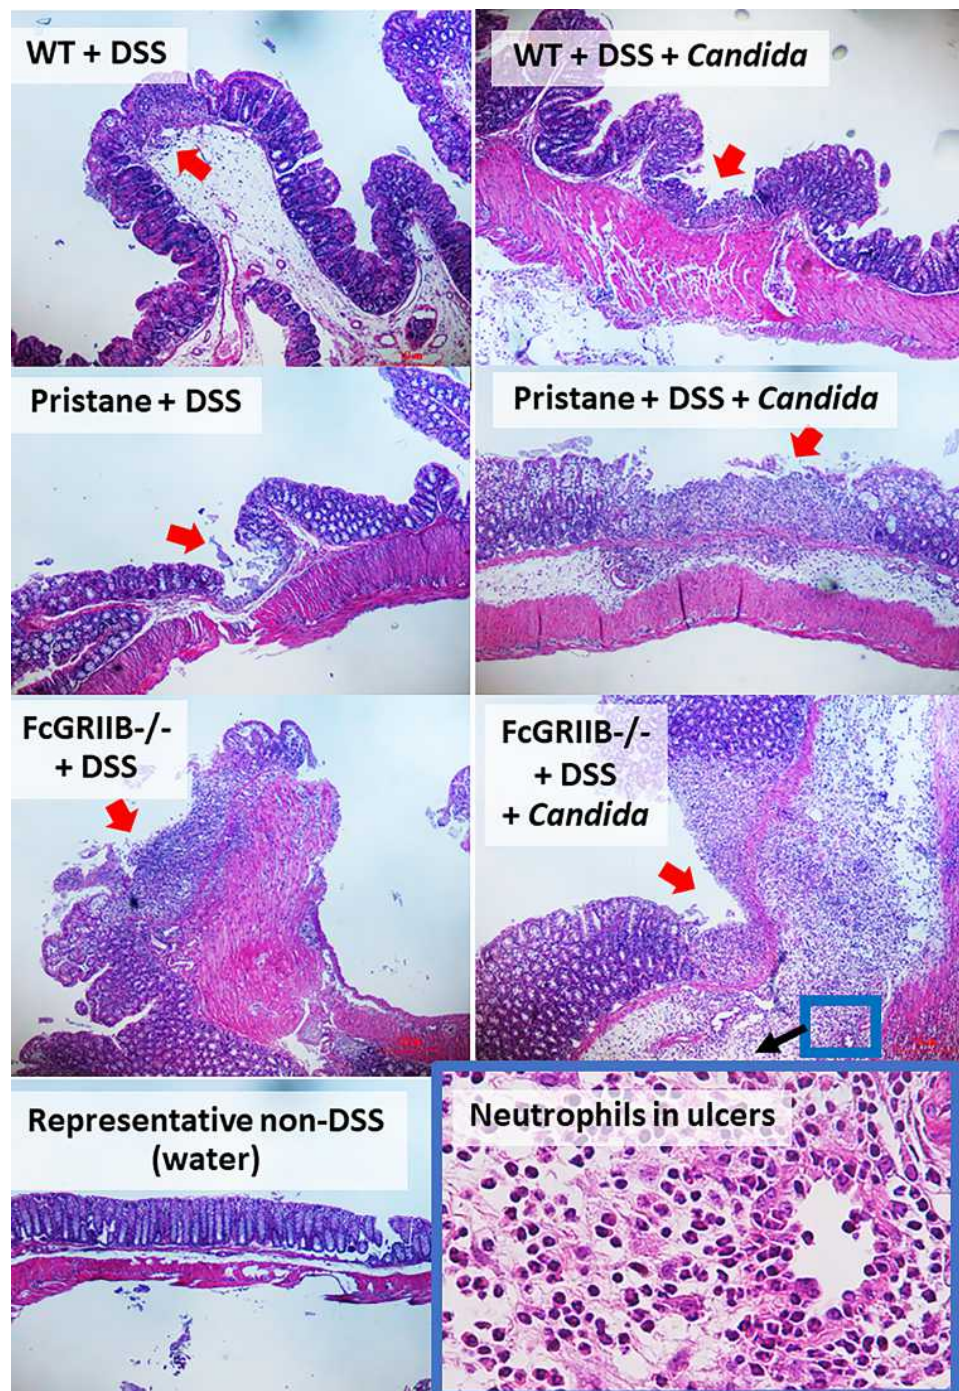 WT + DSS
WT + DSS + Candida
Pristane + DSS
Pristane + DSS + Candida
FcGRIIB-/-
+ DSS
FcGRIIB-/-
+ DSS
+ Candida
Representative non-DSS
(water)
Neutrophils in ulcers